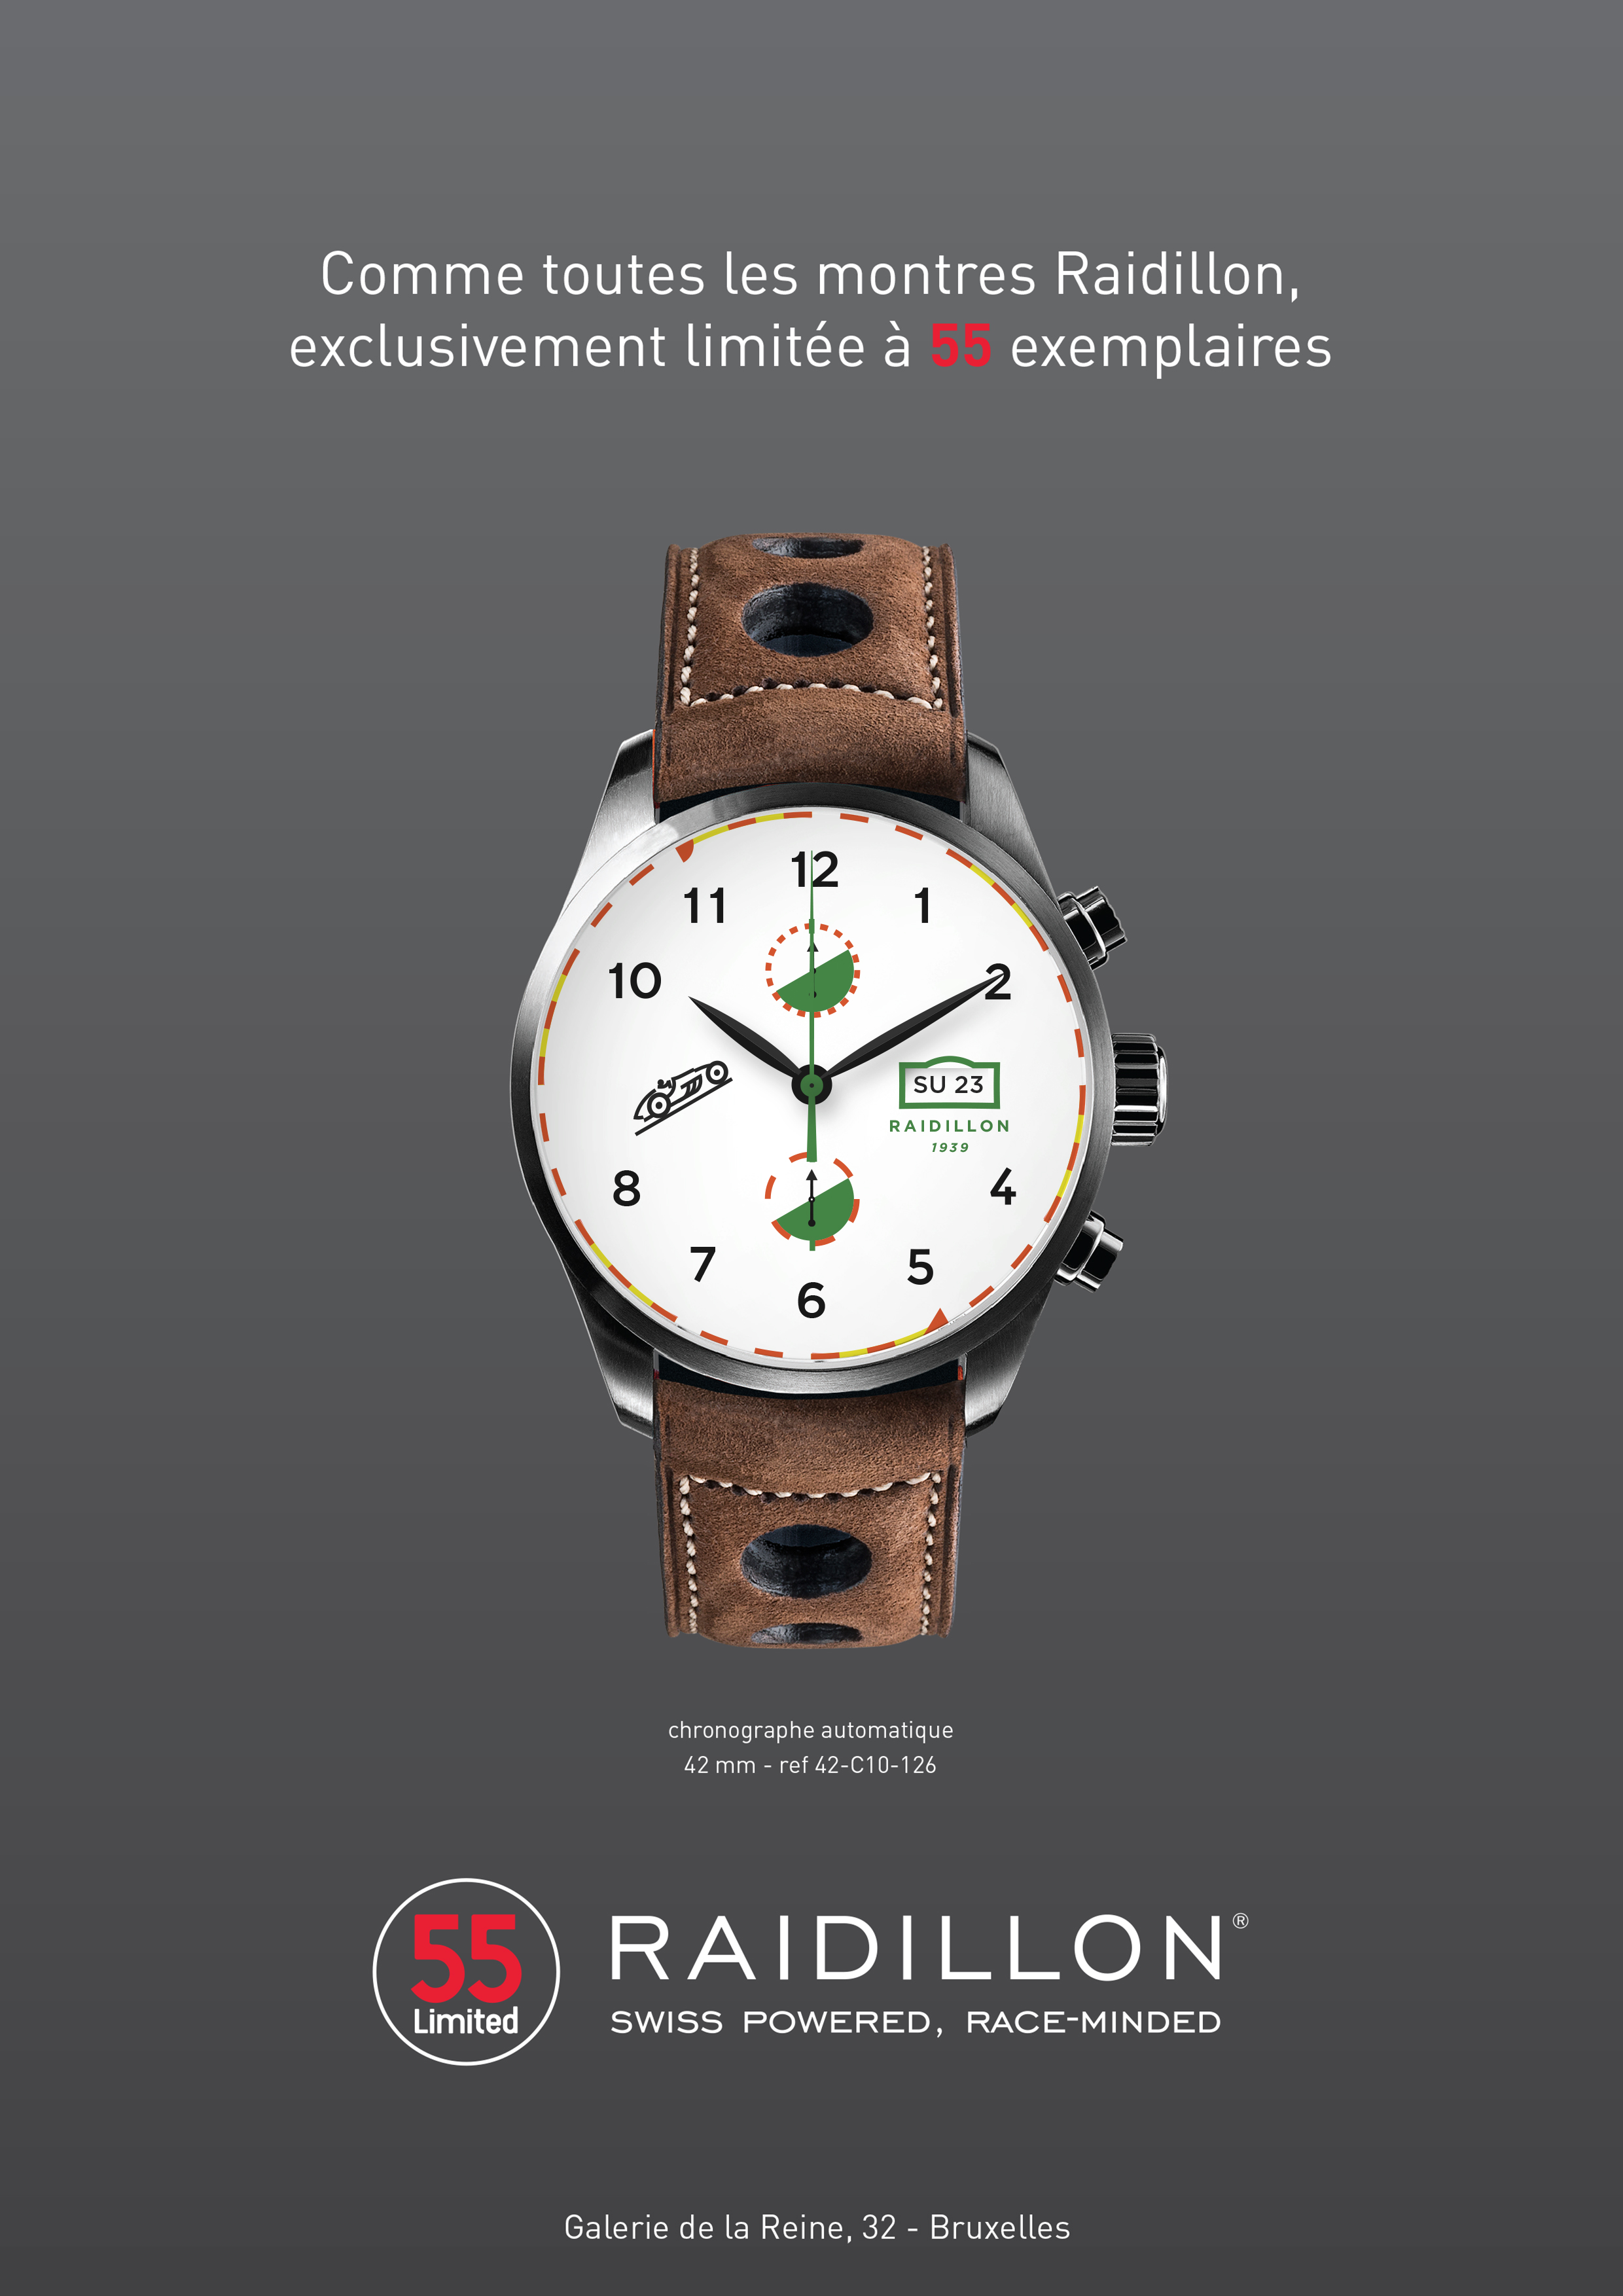 Comme toutes les montres Raidillon,
exclusivement limitée à 55 exemplaires
12
11
1
10
2
SU 23
RAIDILLON
1939
8
4
7
5
6
chronographe automatique
42 mm - ref 42-C10-126
55
Limited
RAIDILLON®
SWISS POWERED, RACE-MINDED
Galerie de la Reine, 32 - Bruxelles